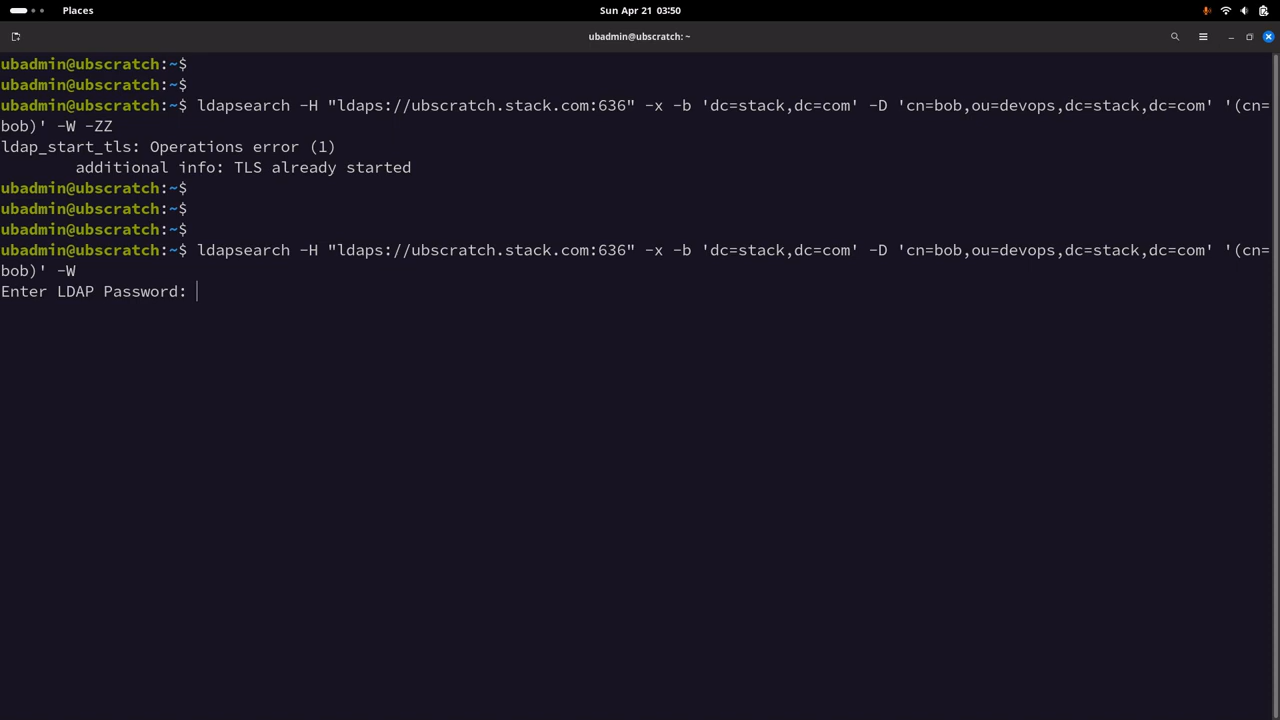 Places
Sun Apr 21 03:50
ubadmin@ubscratch: ~
ubadmin@ubscratch:~$
ubadmin@ubscratch:~$
ubadmin@ubscratch:~$ ldapsearch -H "ldaps://ubscratch.stack.com:636" -x -b 'dc=stack,dc=com' -D 'cn=bob,ou=devops,dc=stack,dc=com' '(cn=
bob)' -W -ZZ
ldap_start_tls: Operations error (1)
        additional info: TLS already started
ubadmin@ubscratch:~$
ubadmin@ubscratch:~$
ubadmin@ubscratch:~$
ubadmin@ubscratch:~$ ldapsearch -H "ldaps://ubscratch.stack.com:636" -x -b 'dc=stack,dc=com' -D 'cn=bob,ou=devops,dc=stack,dc=com' '(cn=
bob)' -W
Enter LDAP Password: